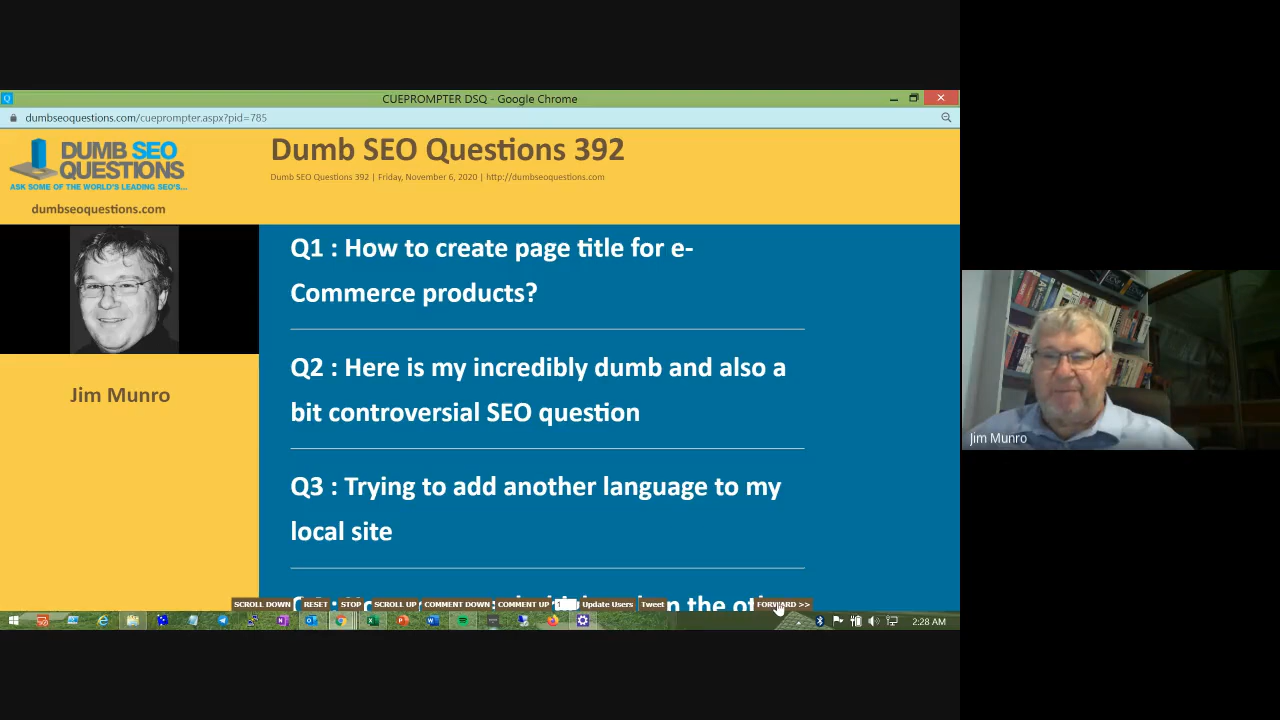 CUEPROMPTER DSQ - Google Chrome
dumbseoquestions.com/cueprompter.aspx?pid=785
DUMB SEO
QUESTIONS
ASK SOME OF THE WORLD'S LEADING SEO'S...
dumbseoquestions.com
Dumb SEO Questions 392
Dumb SEO Questions 392 | Friday, November 6, 2020 | http://dumbseoquestions.com
Jim Munro
Q1 : How to create page title for e-
Commerce products?
Q2 : Here is my incredibly dumb and also a
bit controversial SEO question
Q3 : Trying to add another language to my
local site
SCROLL DOWN RESET STOP SCROLL UP COMMENT DOWN COMMENT UP Update Users Tweet FORWARD >>
2:28 AM
Jim Munro